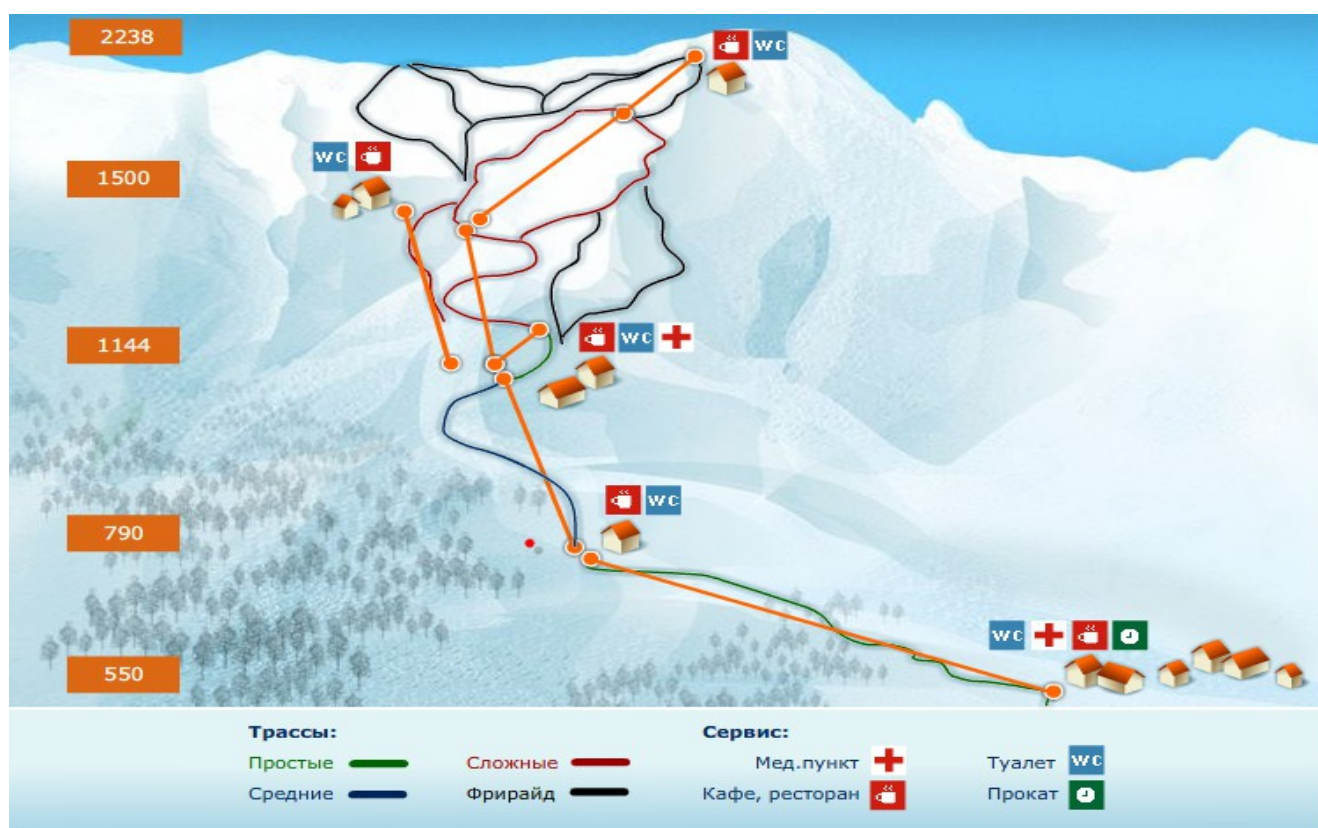 2238
WC
WC
1500
WC
1144
WC
790
WC
550
Трассы:
Простые
Сложные
Средние
Фрирайд
Сервис:
Мед.пункт
Туалет WC
Кафе, ресторан
Прокат